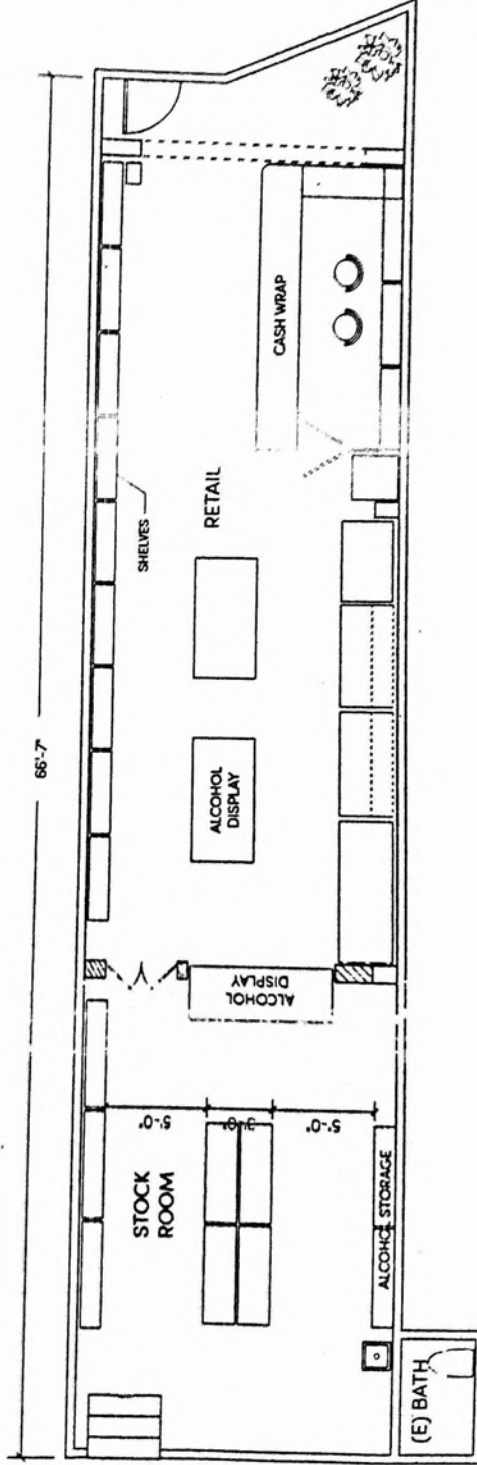 66'-7"
SHELVES
RETAIL
CASH WRAP
ALCOHOL
DISPLAY
ALCOHOL
DISPLAY
STOCK
ROOM
5'-0"
3'-0"
5'-0"
ALCOHOL STORAGE
(E) BATH